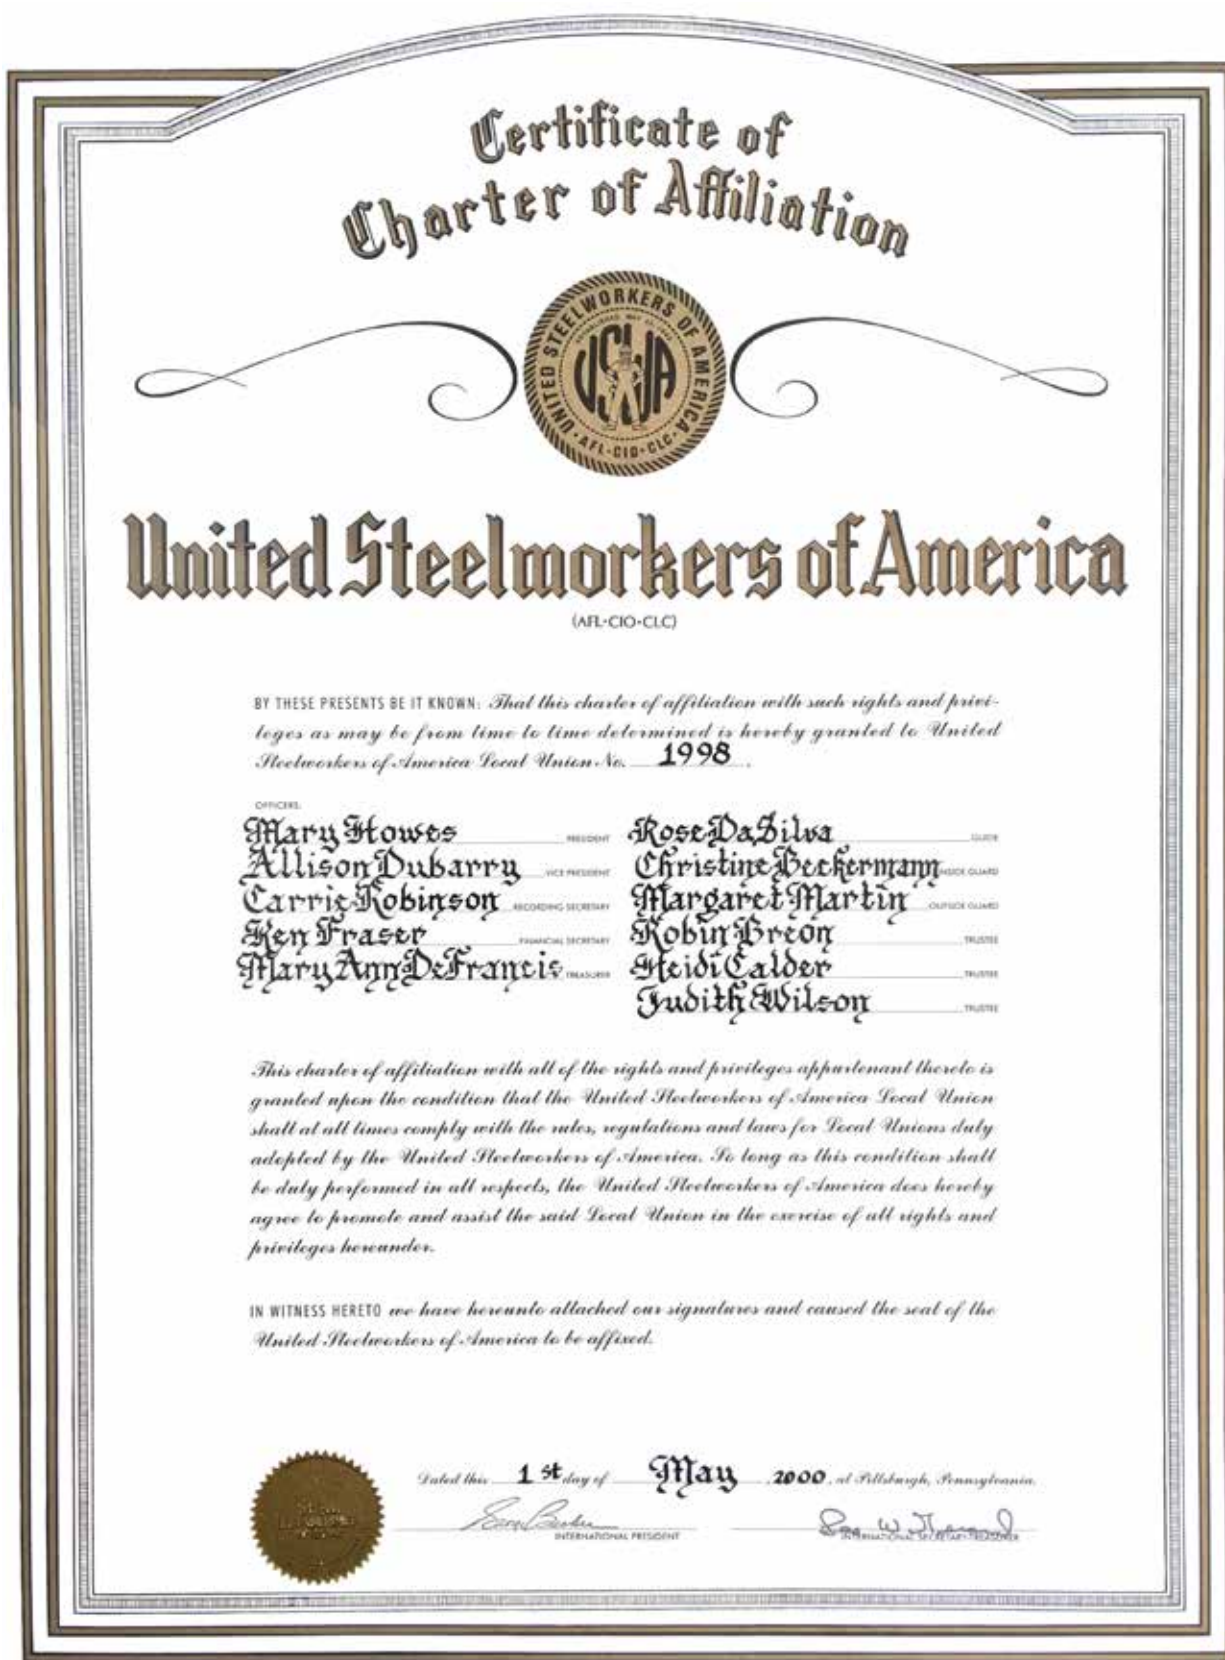 Certificate of
Charter of Affiliation
UNITED STEELWORKERS OF AMERICA
ESTABLISHED MAY 22,
USWA
AFL-CIO-CLC
United Steelworkers of America
(AFL-CIO-CLC)
BY THESE PRESENTS BE IT KNOWN: That this charter of affiliation with such rights and privi-
leges as may be from time to time determined is hereby granted to United
Steelworkers of America Local Union No. 1998.
OFFICERS:
Mary Howes PRESIDENT
Allison Dubarry VICE PRESIDENT
Carrie Robinson RECORDING SECRETARY
Ken Fraser FINANCIAL SECRETARY
Mary Ann DeFrancis TREASURER
Rose DaSilva GUIDE
Christine Beckermann INSIDE GUARD
Margaret Martin OUTSIDE GUARD
Robin Breon TRUSTEE
Heidi Calder TRUSTEE
Judith Wilson TRUSTEE
This charter of affiliation with all of the rights and privileges appurtenant thereto is
granted upon the condition that the United Steelworkers of America Local Union
shall at all times comply with the rules, regulations and laws for Local Unions duly
adopted by the United Steelworkers of America. So long as this condition shall
be duly performed in all respects, the United Steelworkers of America does hereby
agree to promote and assist the said Local Union in the exercise of all rights and
privileges hereunder.
IN WITNESS HERETO we have hereunto attached our signatures and caused the seal of the
United Steelworkers of America to be affixed.
Dated this 1st day of May, 2000, at Pittsburgh, Pennsylvania.
INTERNATIONAL PRESIDENT
INTERNATIONAL SECRETARY-TREASURER